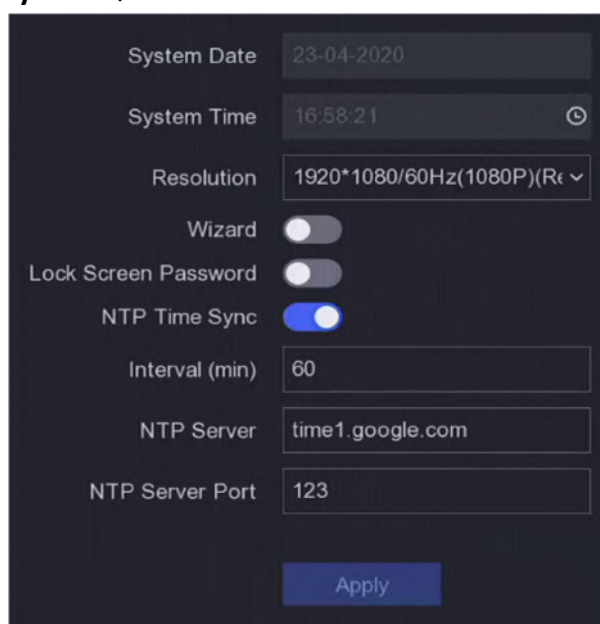 System Date 23-04-2020
System Time 16:58:21
Resolution 1920*1080/60Hz(1080P)(Re
Wizard
Lock Screen Password
NTP Time Sync
Interval (min) 60
NTP Server time1.google.com
NTP Server Port 123
Apply